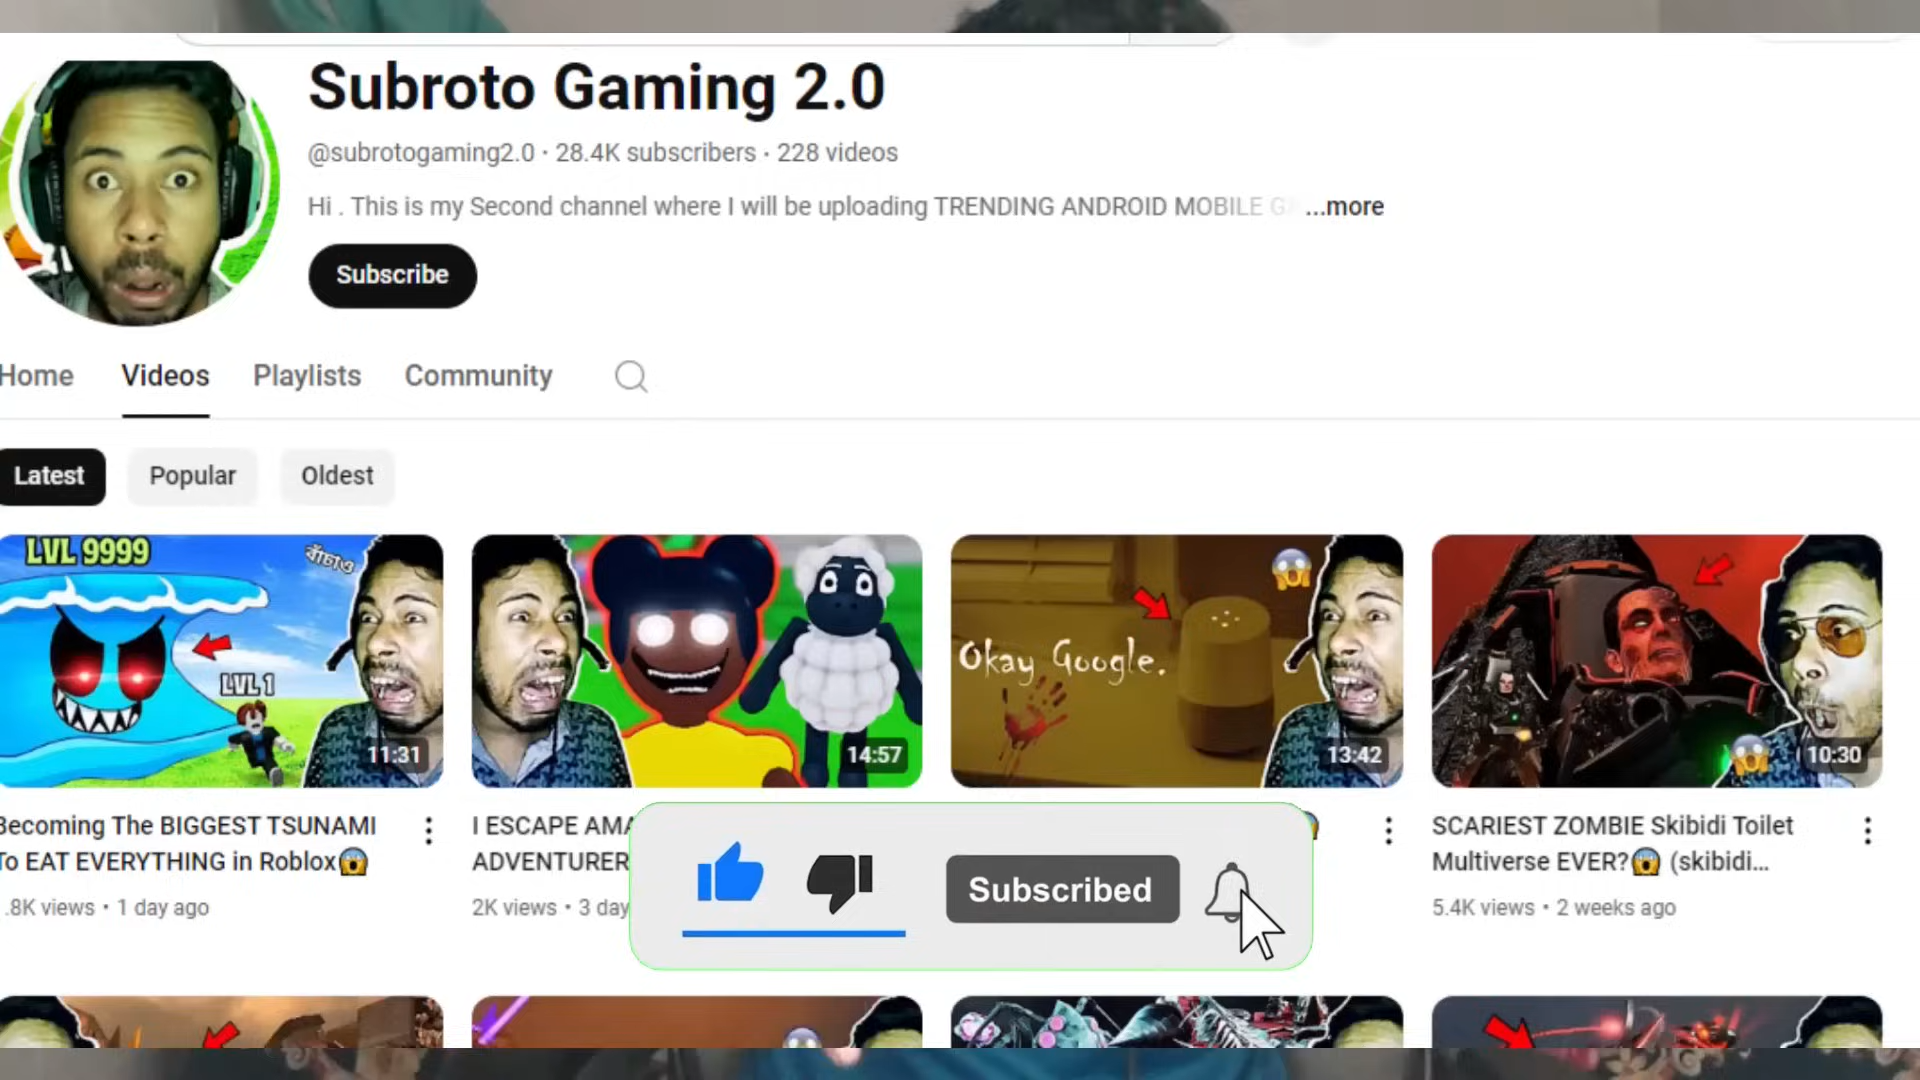 Subroto Gaming 2.0
@subrotogaming2.0 · 28.4K subscribers · 228 videos
Hi . This is my Second channel where I will be uploading TRENDING ANDROID MOBILE G ...more
Subscribe
Home Videos Playlists Community
Latest Popular Oldest
LVL 9999
বাঁচাও
LVL 1
11:31
14:57
Okay Google.
13:42
10:30
Becoming The BIGGEST TSUNAMI
To EAT EVERYTHING in Roblox😱
.8K views • 1 day ago
I ESCAPE AMA
ADVENTURER
2K views • 3 day
SCARIEST ZOMBIE Skibidi Toilet
Multiverse EVER?😱 (skibidi...
5.4K views • 2 weeks ago
Subscribed